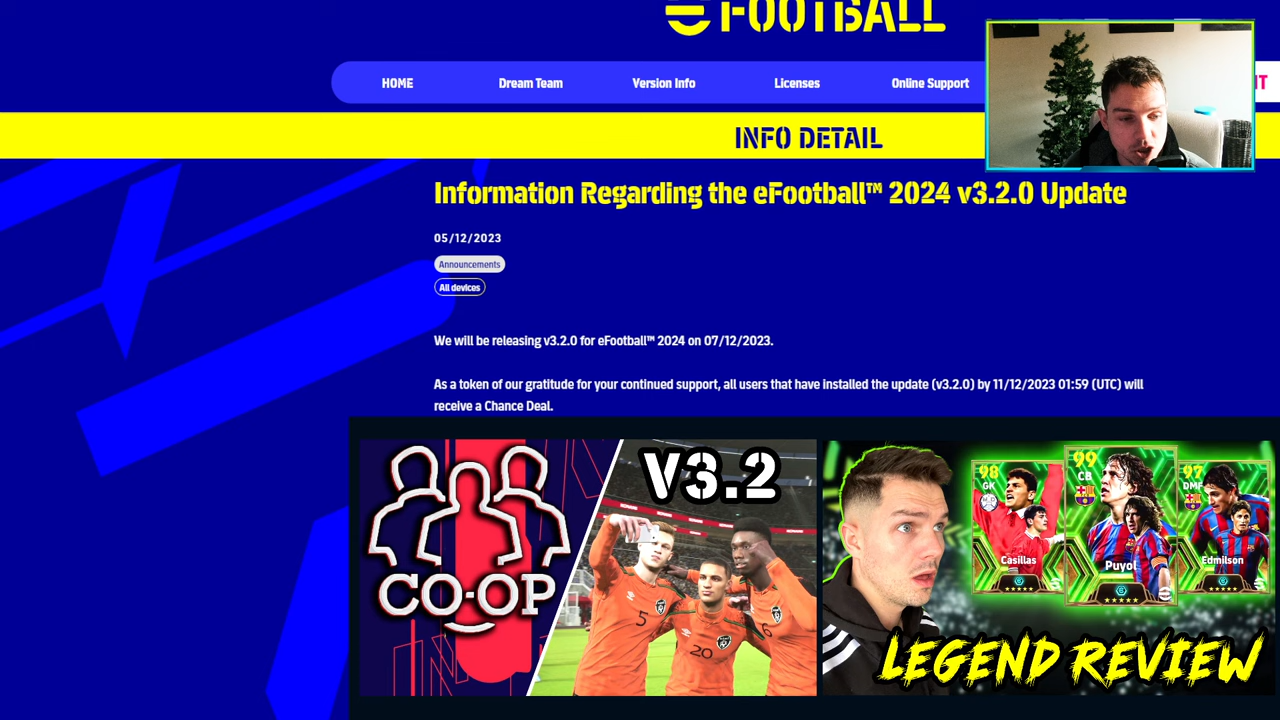 FOOTBALL
HOME
Dream Team
Version Info
Licenses
Online Support
INFO DETAIL
Information Regarding the eFootball™ 2024 v3.2.0 Update
05/12/2023
Announcements
All devices
We will be releasing v3.2.0 for eFootball™ 2024 on 07/12/2023.
As a token of our gratitude for your continued support, all users that have installed the update (v3.2.0) by 11/12/2023 01:59 (UTC) will
receive a Chance Deal.
CO-OP
V3.2
5
20
6
98
GK
Casillas
99
CB
Puyol
97
DMF
Edmilson
LEGEND REVIEW